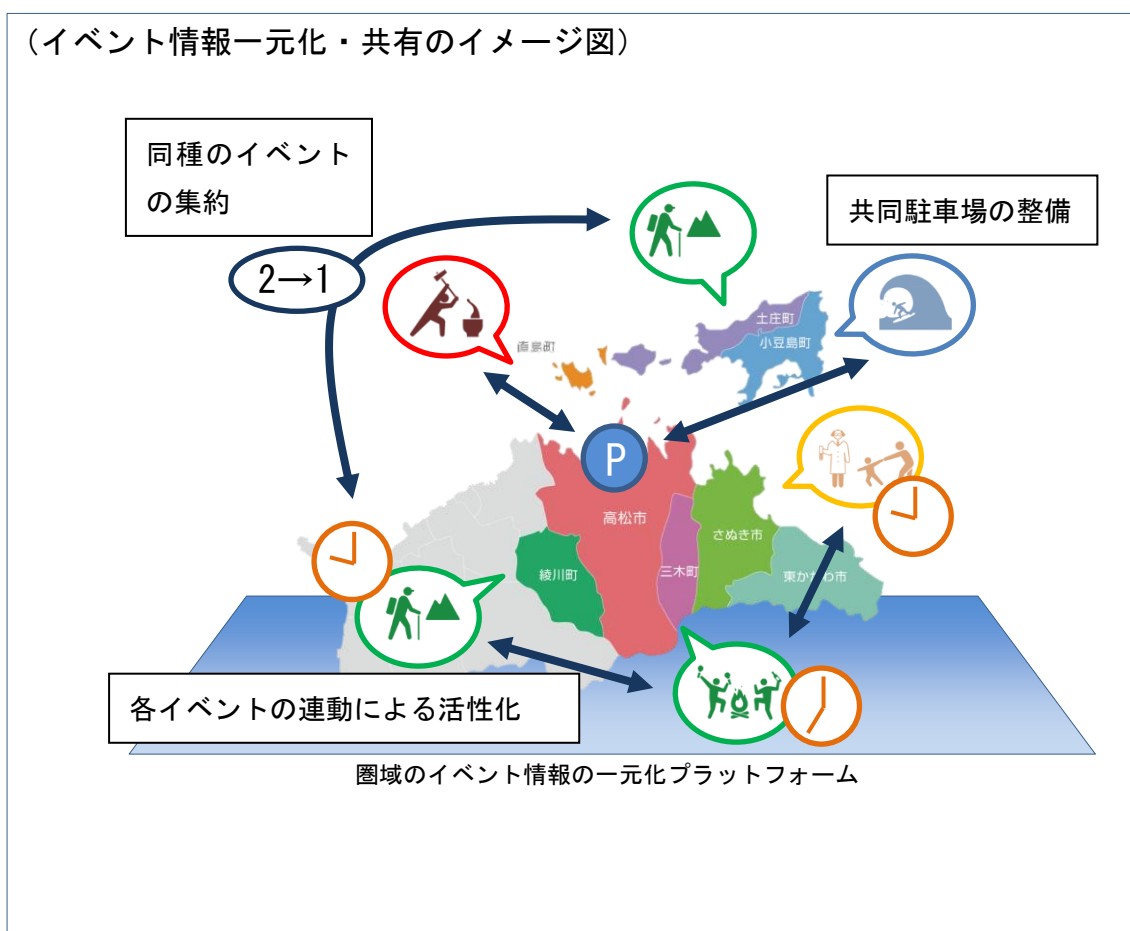 （イベント情報一元化・共有のイメージ図）
同種のイベント
の集約
共同駐車場の整備
2→1
土庄町
小豆島町
直島町
P
高松市
さぬき市
綾川町
三木町
東かがわ市
各イベントの連動による活性化
圏域のイベント情報の一元化プラットフォーム